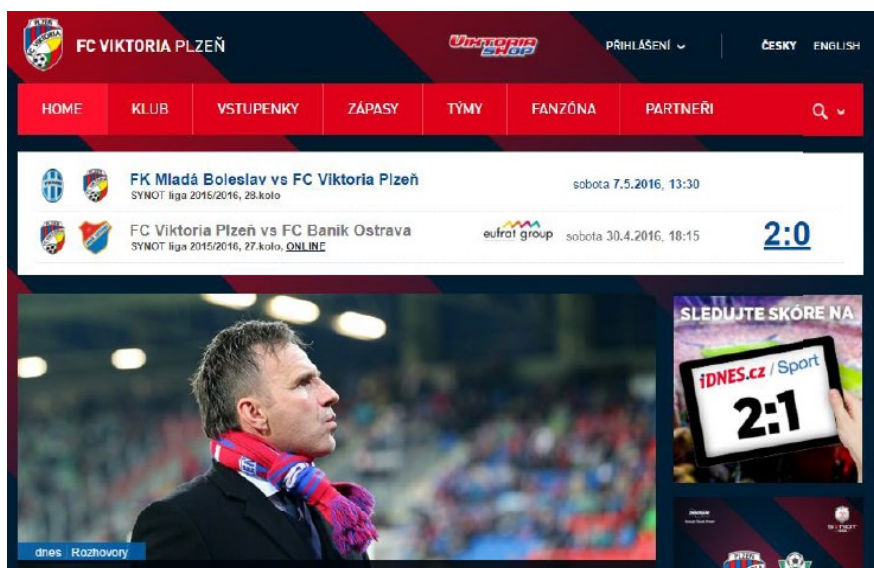 FC VIKTORIA PLZEŇ
VIKTORIA SHOP
PŘIHLÁŠENÍ
ČESKY ENGLISH
HOME KLUB VSTUPENKY ZÁPASY TÝMY FANZÓNA PARTNEŘI
FK Mladá Boleslav vs FC Viktoria Plzeň
SYNOT liga 2015/2016, 28.kolo
sobota 7.5.2016, 13:30
FC Viktoria Plzeň vs FC Baník Ostrava
SYNOT liga 2015/2016, 27.kolo, ONLINE
eufrat group
sobota 30.4.2016, 18:15
2:0
SLEDUJTE SKÓRE NA
iDNES.cz / Sport
2:1
dnes Rozhovory
SYNOT
PLZEŇ